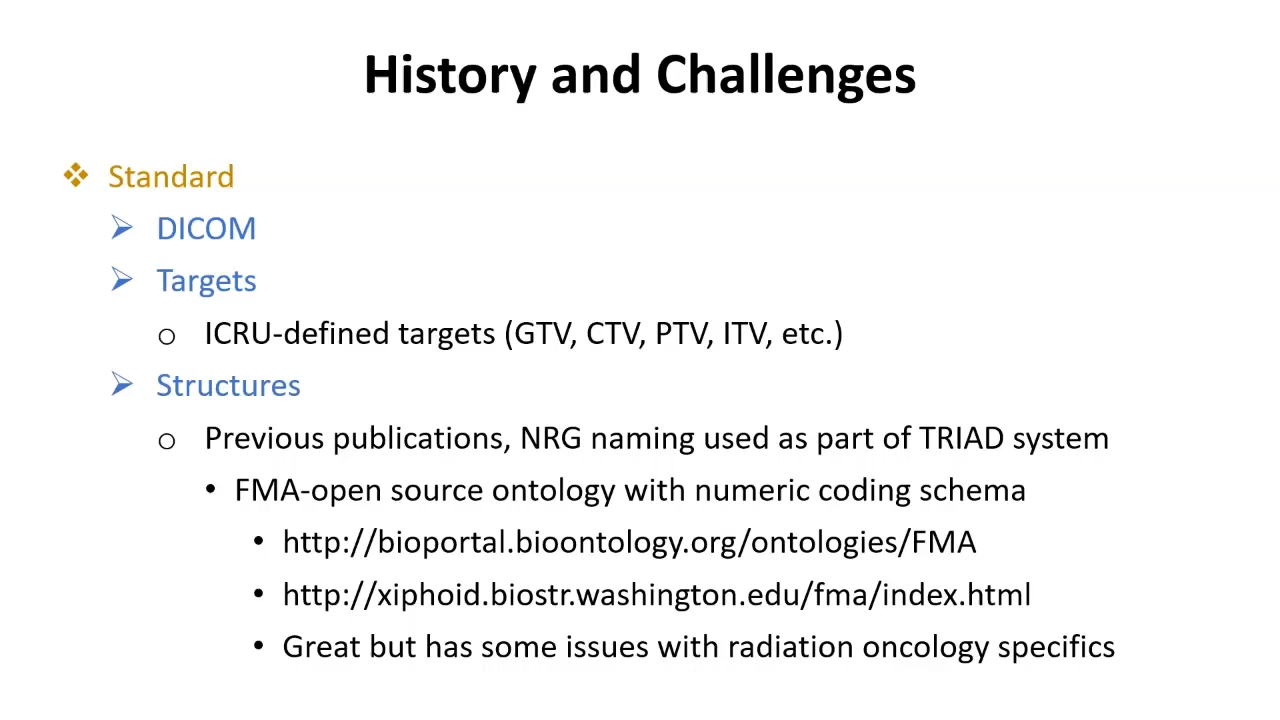 History and Challenges
❖ Standard
➢ DICOM
➢ Targets
o ICRU-defined targets (GTV, CTV, PTV, ITV, etc.)
➢ Structures
o Previous publications, NRG naming used as part of TRIAD system
• FMA-open source ontology with numeric coding schema
• http://bioportal.bioontology.org/ontologies/FMA
• http://xiphoid.biostr.washington.edu/fma/index.html
• Great but has some issues with radiation oncology specifics